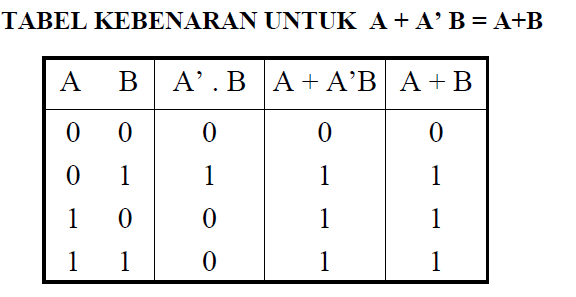 TABEL KEBENARAN UNTUK A + A’ B = A+B
A B A’ . B A + A’B A + B
0 0 0 0 0
0 1 1 1 1
1 0 0 1 1
1 1 0 1 1